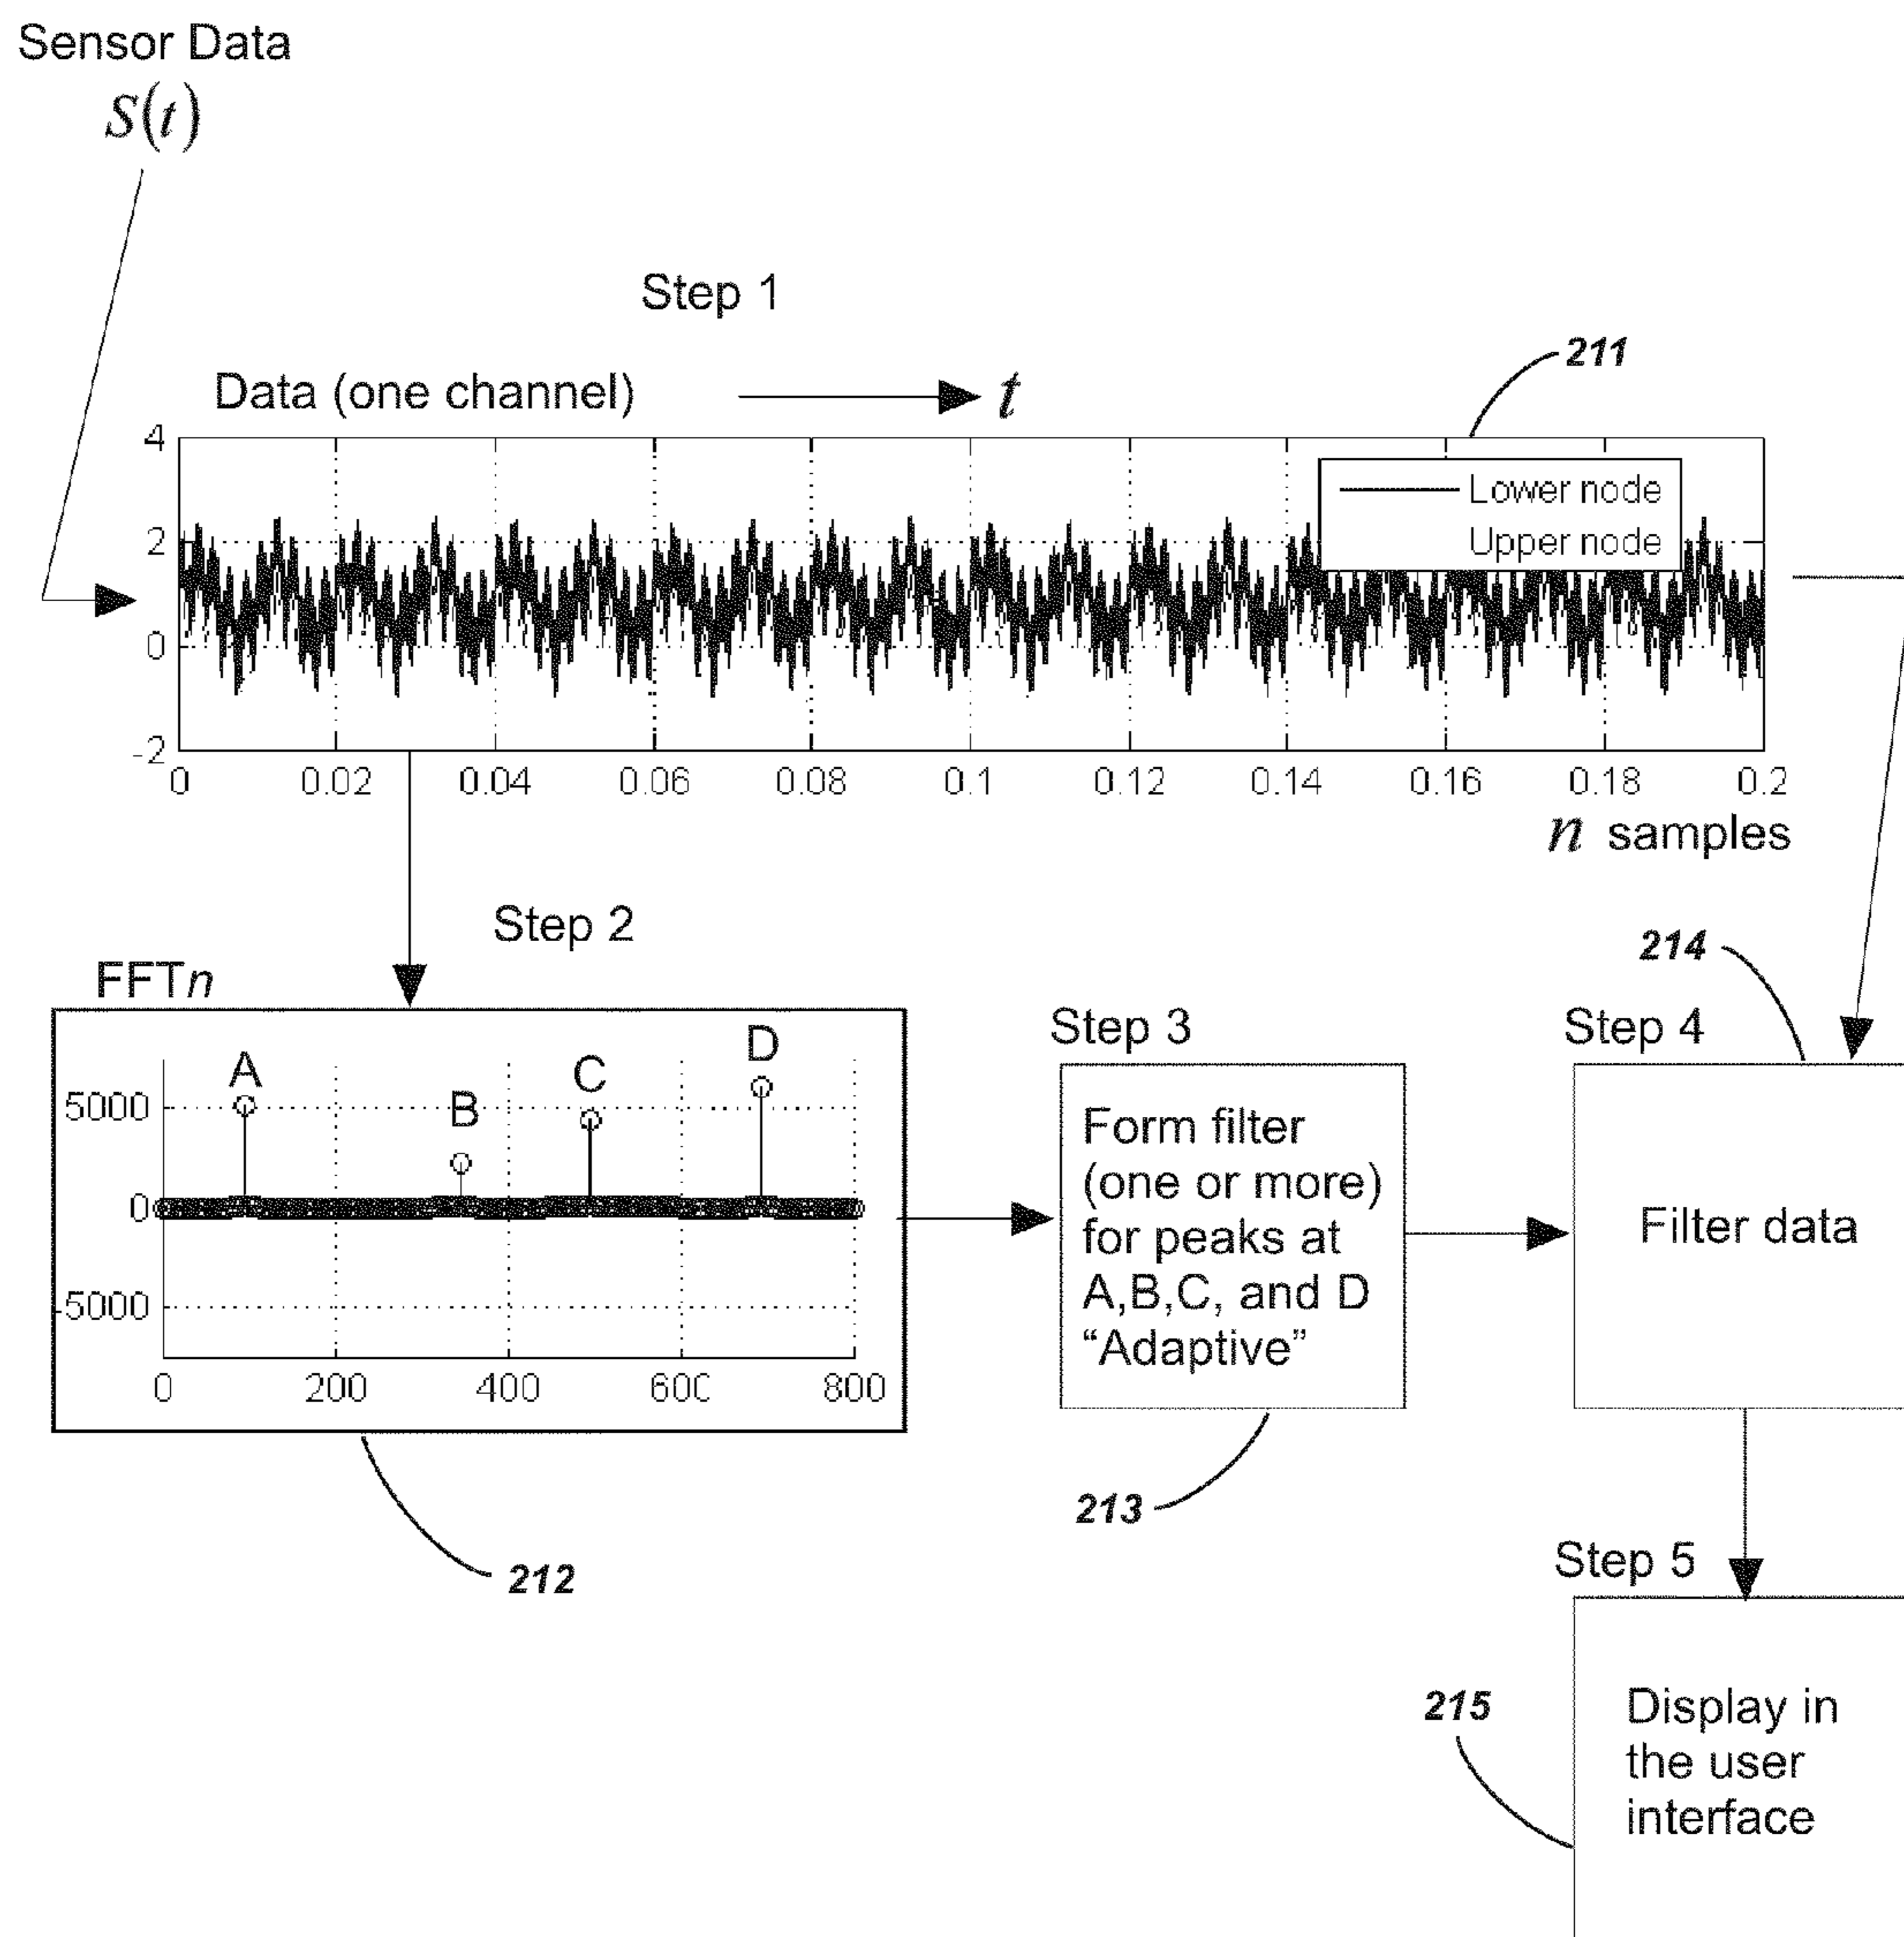 Sensor Data
S(t)
Step 1
211
Data (one channel)
t
4
2
0
-2
Lower node
Upper node
0 0.02 0.04 0.06 0.08 0.1 0.12 0.14 0.16 0.18 0.2
n samples
Step 2
FFTn
A
B
C
D
5000
0
-5000
0 200 400 600 800
212
Step 3
Form filter
(one or more)
for peaks at
A,B,C, and D
“Adaptive”
213
214
Step 4
Filter data
Step 5
215
Display in
the user
interface